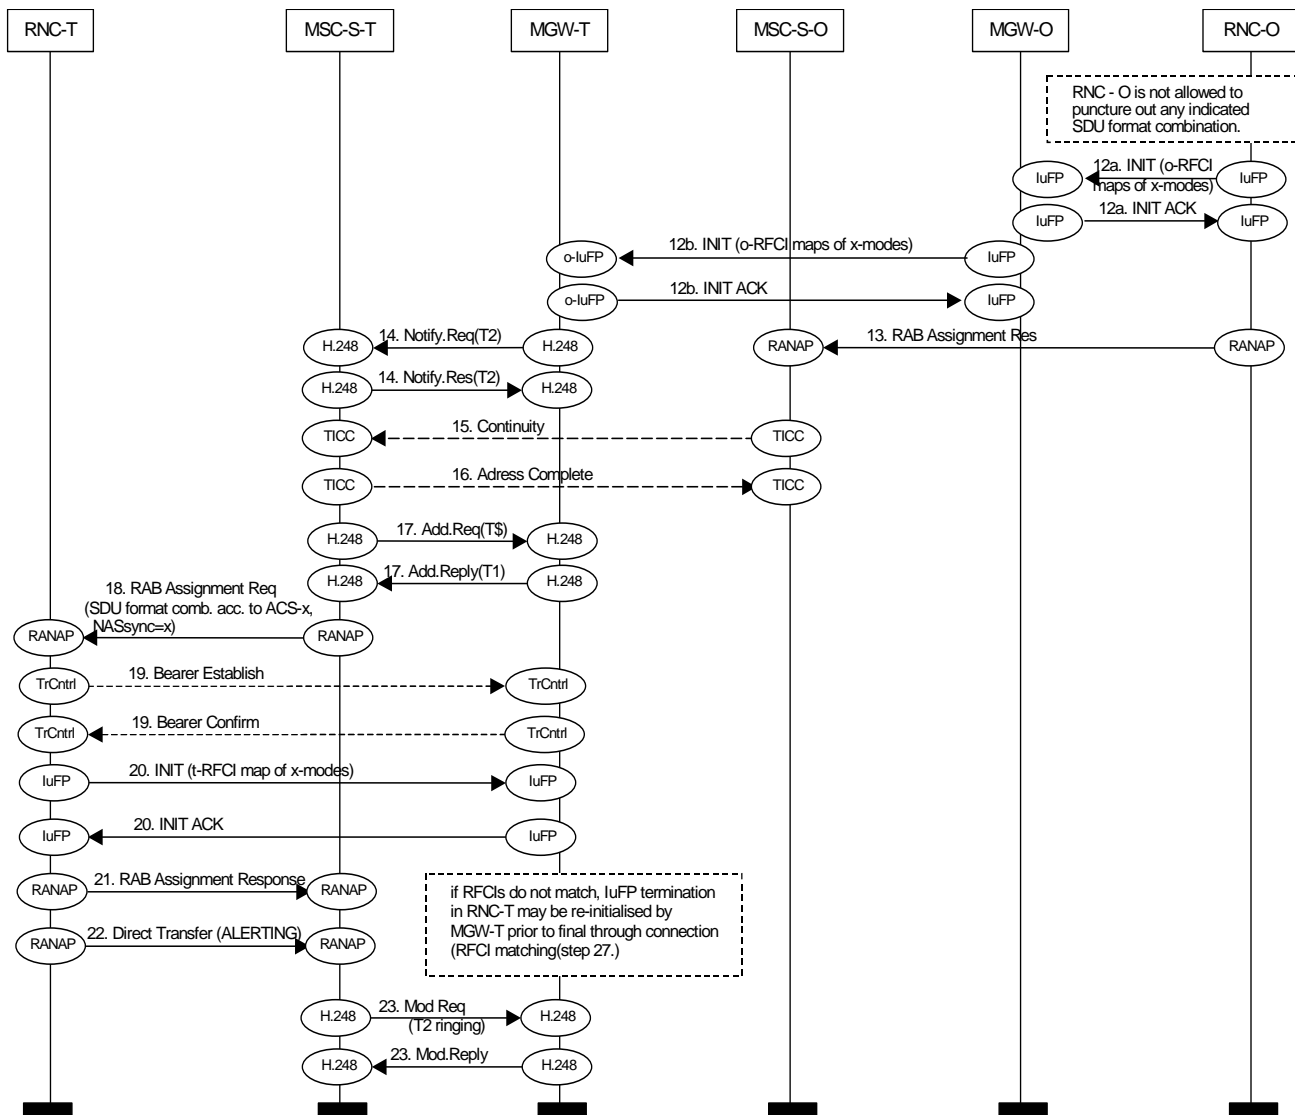 RNC-T
MSC-S-T
MGW-T
MSC-S-O
MGW-O
RNC-O
RNC - O is not allowed to
puncture out any indicated
SDU format combination.
IuFP
12a. INIT (o-RFCI
maps of x-modes)
IuFP
IuFP
12a. INIT ACK
IuFP
o-IuFP
12b. INIT (o-RFCI maps of x-modes)
IuFP
o-IuFP
12b. INIT ACK
IuFP
H.248
14. Notify.Req(T2)
H.248
RANAP
13. RAB Assignment Res
RANAP
H.248
14. Notify.Res(T2)
H.248
TICC
15. Continuity
TICC
TICC
16. Adress Complete
TICC
H.248
17. Add.Req(T$)
H.248
H.248
17. Add.Reply(T1)
H.248
18. RAB Assignment Req
(SDU format comb. acc. to ACS-x,
NASsync=x)
RANAP
RANAP
TrCntrl
19. Bearer Establish
TrCntrl
TrCntrl
19. Bearer Confirm
TrCntrl
IuFP
20. INIT (t-RFCI map of x-modes)
IuFP
IuFP
20. INIT ACK
IuFP
RANAP
21. RAB Assignment Response
RANAP
if RFCIs do not match, IuFP termination
in RNC-T may be re-initialised by
MGW-T prior to final through connection
(RFCI matching(step 27.)
RANAP
22. Direct Transfer (ALERTING)
RANAP
H.248
23. Mod Req
(T2 ringing)
H.248
H.248
23. Mod.Reply
H.248